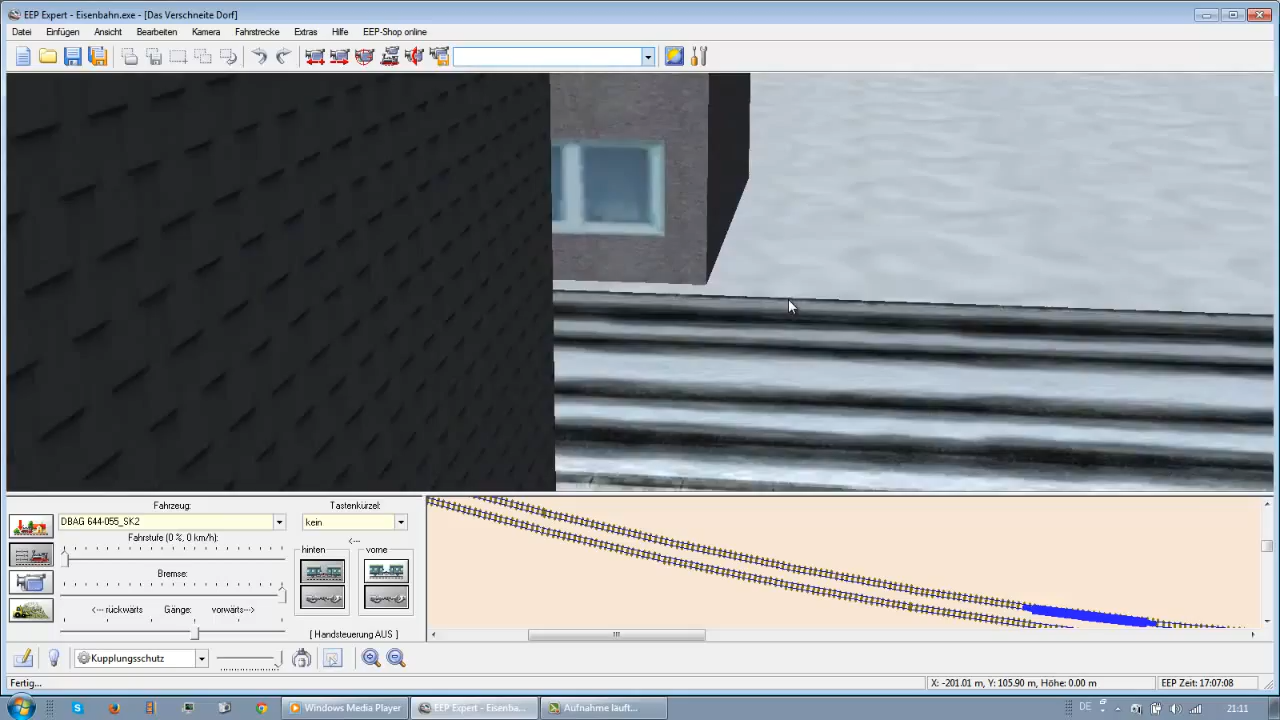 EEP Expert - Eisenbahn.exe - [Das Verschneite Dorf]
Datei Einfügen Ansicht Bearbeiten Kamera Fahrstrecke Extras Hilfe EEP-Shop online
Fahrzeug:
DBAG 644-055_SK2
Tastenkürzel:
kein
Fahrstufe (0 %, 0 km/h):
<---
hinten
vorne
Bremse:
<--- rückwärts Gänge: vorwärts--->
[ Handsteuerung AUS ]
Kupplungsschutz
Fertig...
X: -201.01 m, Y: 105.90 m, Höhe: 0.00 m
EEP Zeit: 17:07:08
Windows Media Player
EEP Expert - Eisenba...
Aufnahme läuft...
DE
21:11